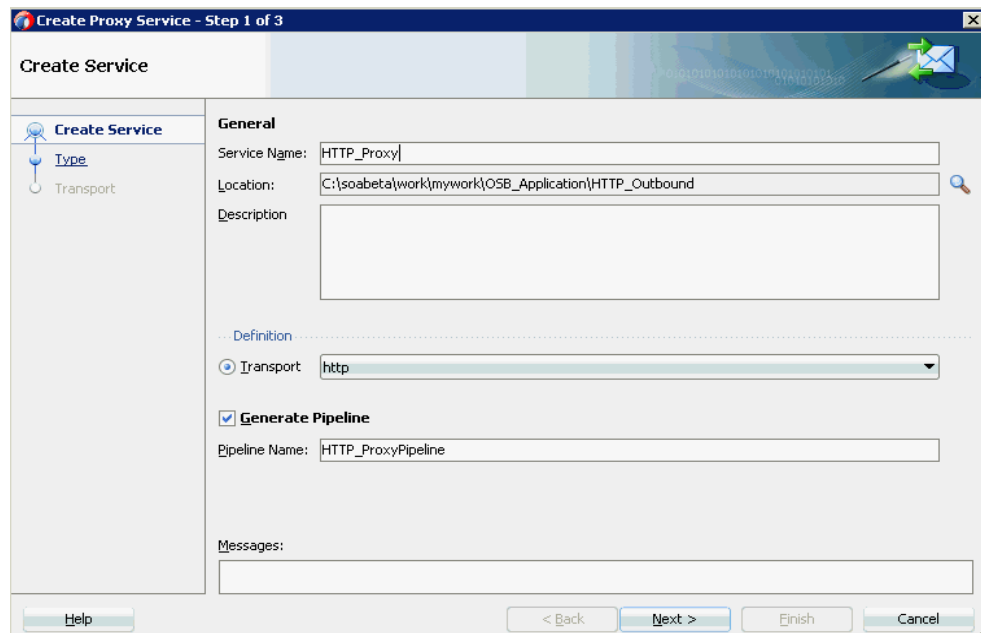 Create Proxy Service - Step 1 of 3
Create Service
Create Service
Type
Transport
General
Service Name: HTTP_Proxy
Location: C:\soabeta\work\mywork\OSB_Application\HTTP_Outbound
Description
Definition
Transport http
Generate Pipeline
Pipeline Name: HTTP_ProxyPipeline
Messages:
Help < Back Next > Finish Cancel